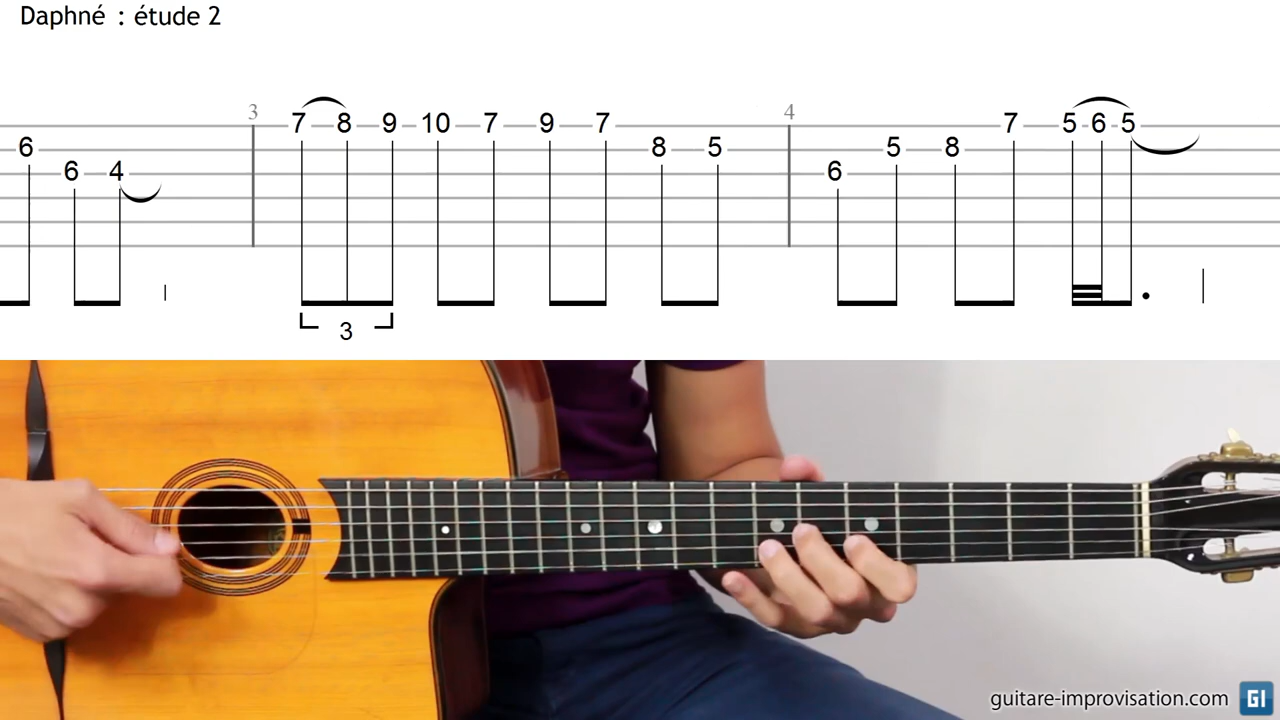 Daphné : étude 2
3 4
7 8 9 10 7 9 7 7 5 6 5
6 8 5 5 8
6 4 6
3
guitare-improvisation.com GI